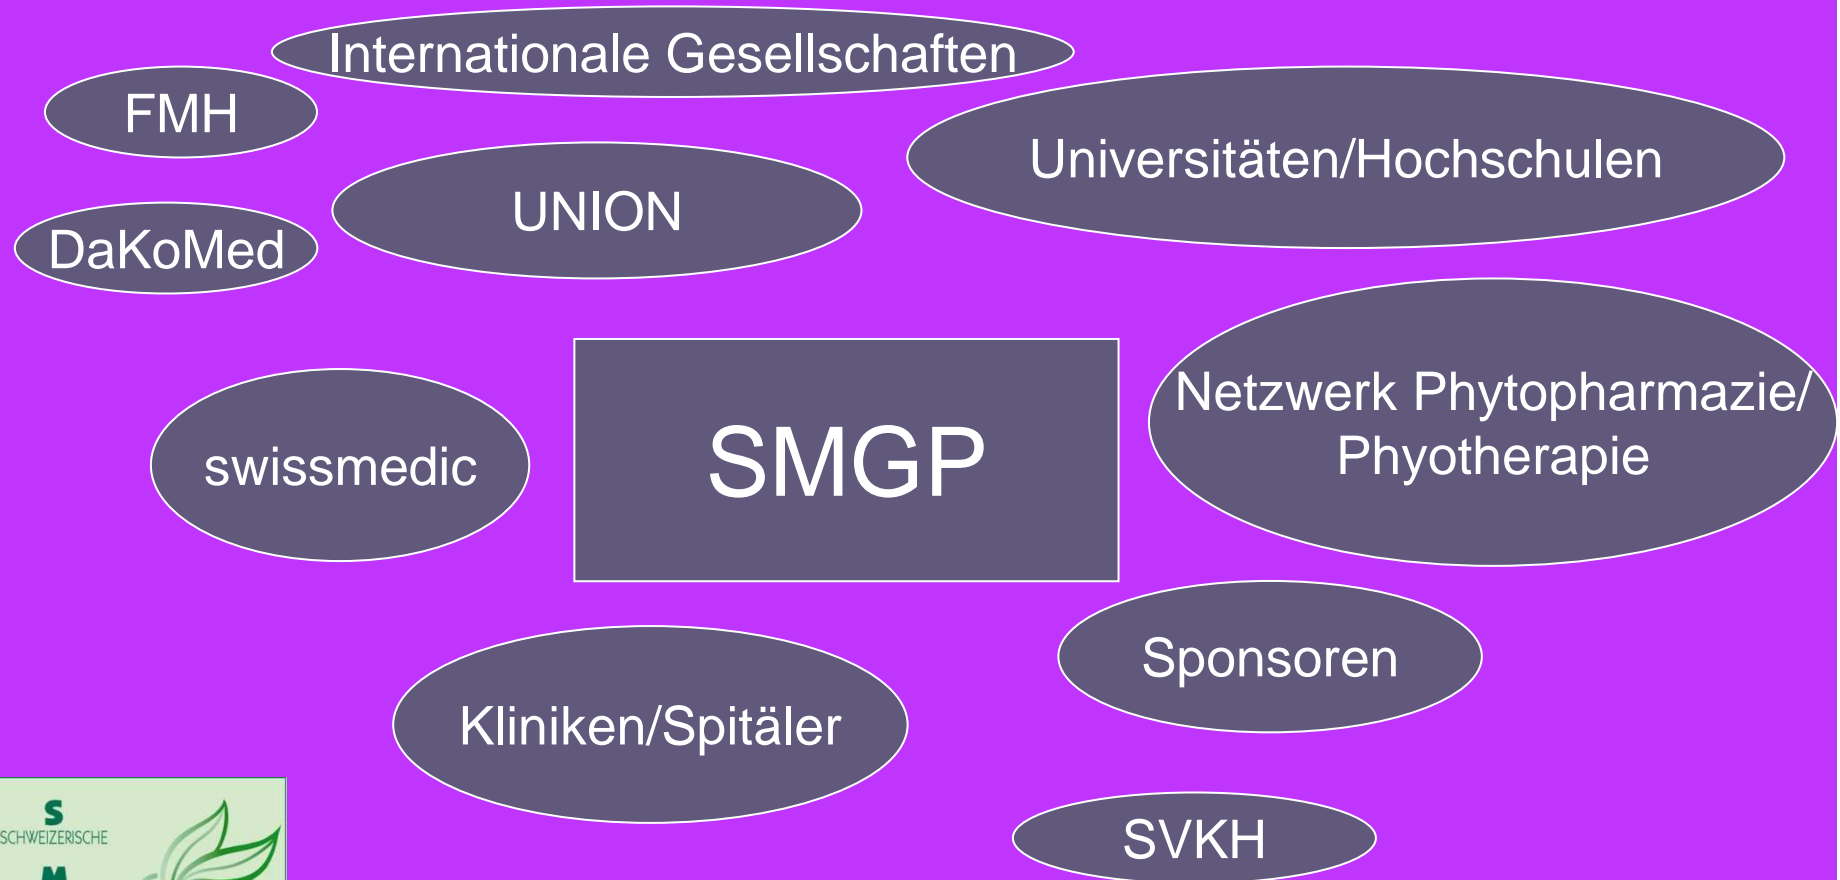 Internationale Gesellschaften
FMH
Universitäten/Hochschulen
UNION
DaKoMed
Netzwerk Phytopharmazie/
Phyotherapie
swissmedic
SMGP
Sponsoren
Kliniken/Spitäler
SVKH
S
SCHWEIZERISCHE
M